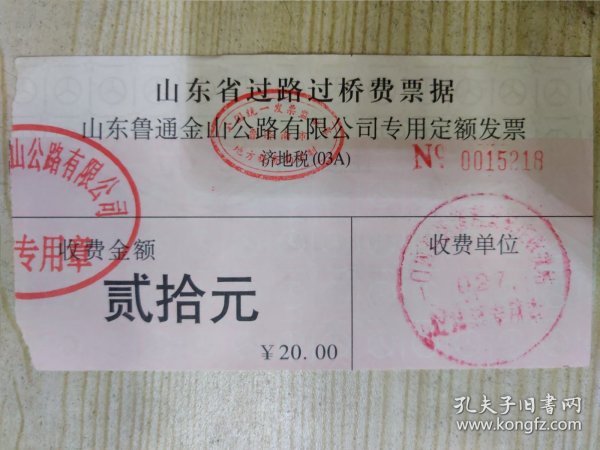 山东省过路过桥费票据
山东鲁通金山公路有限公司专用定额发票
济地税(03A)
№ 0015218
山公路有限公司
专用章
收费金额
贰拾元
¥20.00
收费单位
027
孔夫子旧书网
kongfz.com